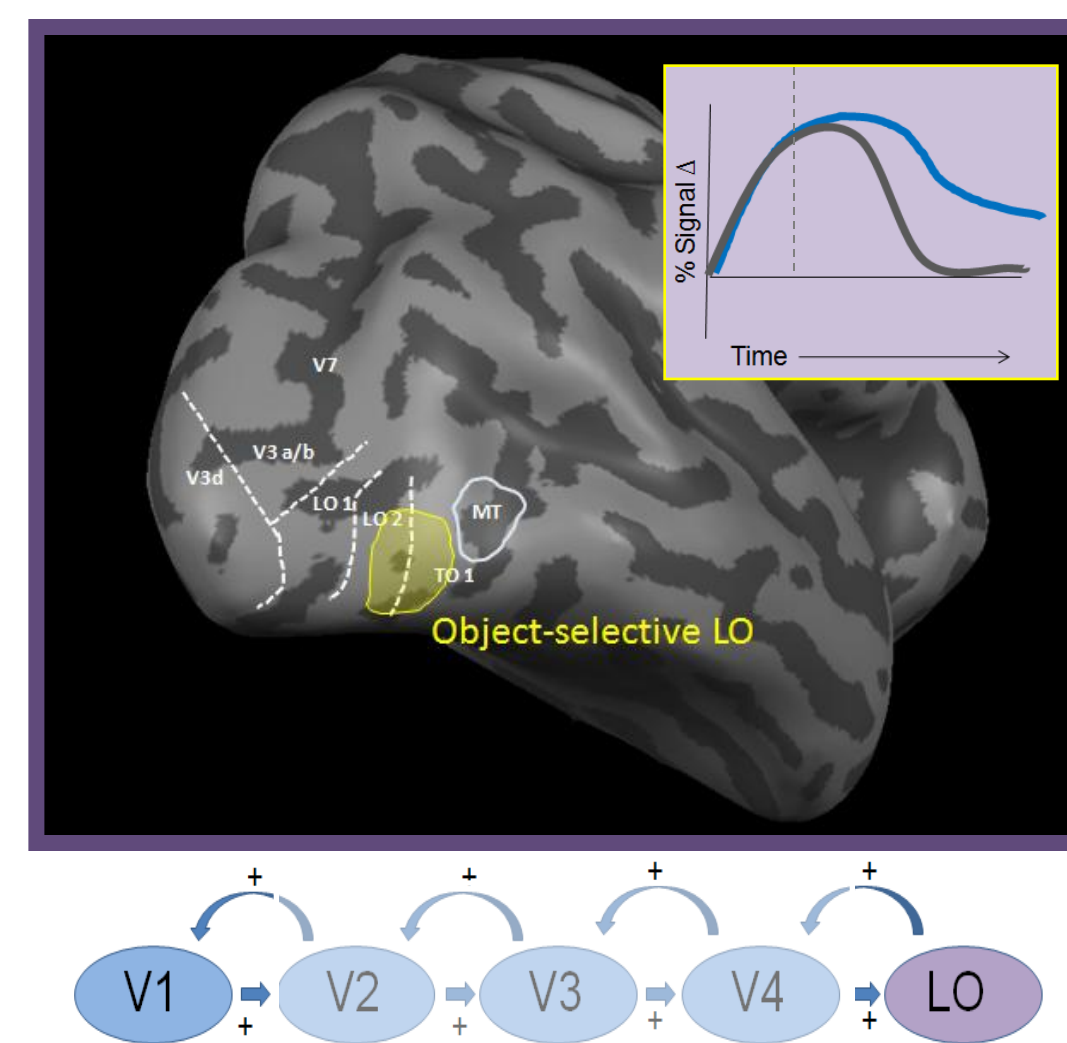 % Signal Δ
Time
V7
V3 a/b
V3d
LO 1
LO 2
MT
TO 1
Object-selective LO
+ + + +
V1 V2 V3 V4 LO
+ + + +